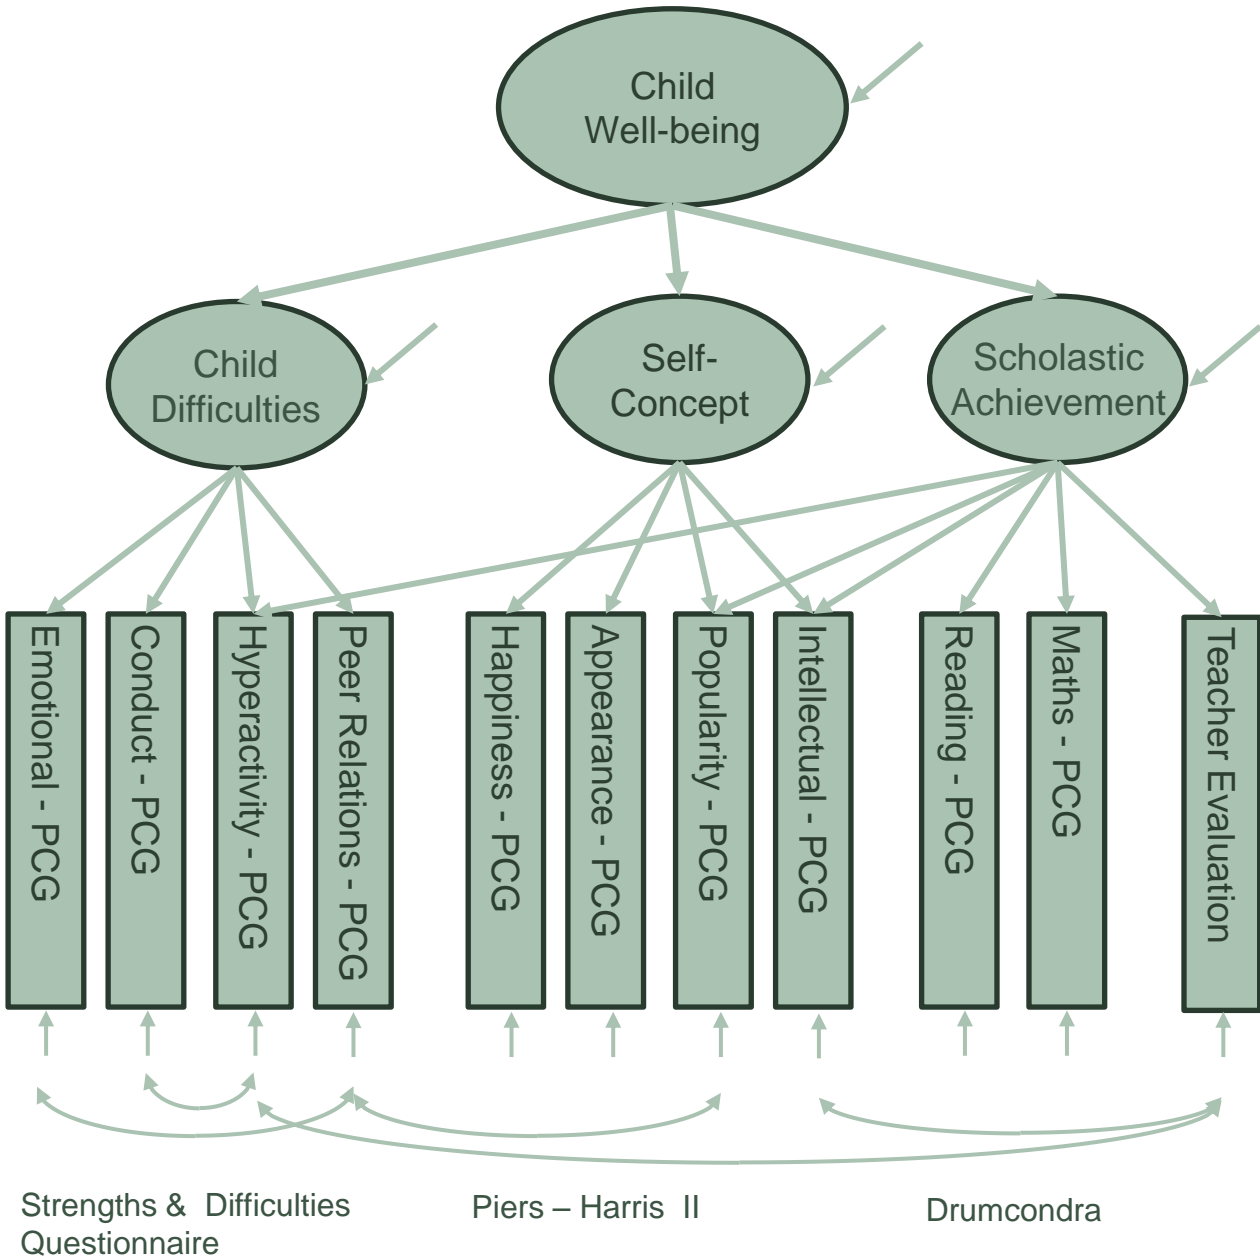 Child
Well-being
Child
Difficulties
Self-
Concept
Scholastic
Achievement
Emotional - PCG
Conduct - PCG
Hyperactivity - PCG
Peer Relations - PCG
Happiness - PCG
Appearance - PCG
Popularity - PCG
Intellectual - PCG
Reading - PCG
Maths - PCG
Teacher Evaluation
Strengths & Difficulties
Questionnaire
Piers – Harris II
Drumcondra